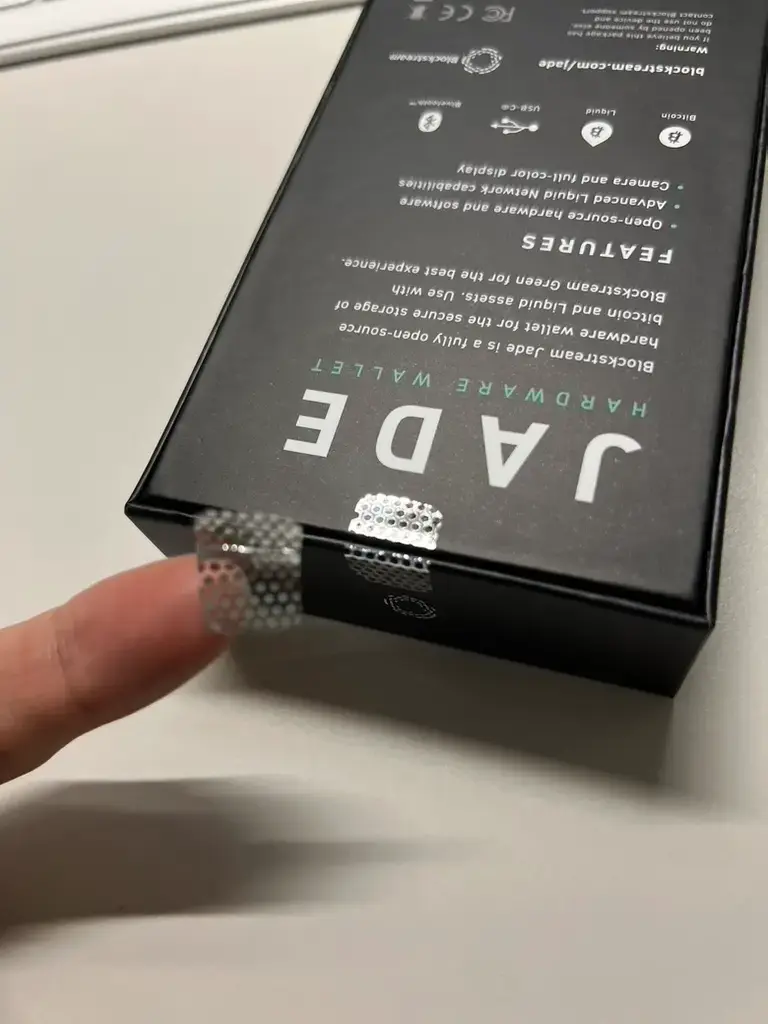 JADE
HARDWARE WALLET
Blockstream Jade is a fully open-source
hardware wallet for the secure storage of
bitcoin and Liquid assets. Use with
Blockstream Green for the best experience.
FEATURES
• Open-source hardware and software
• Advanced Liquid Network capabilities
• Camera and full-color display
Bitcoin
Liquid
USB-C®
Bluetooth™
blockstream.com/jade
Blockstream
Warning:
If you believe this package has
been opened by someone else,
do not use the device and
contact Blockstream support.
CE FC